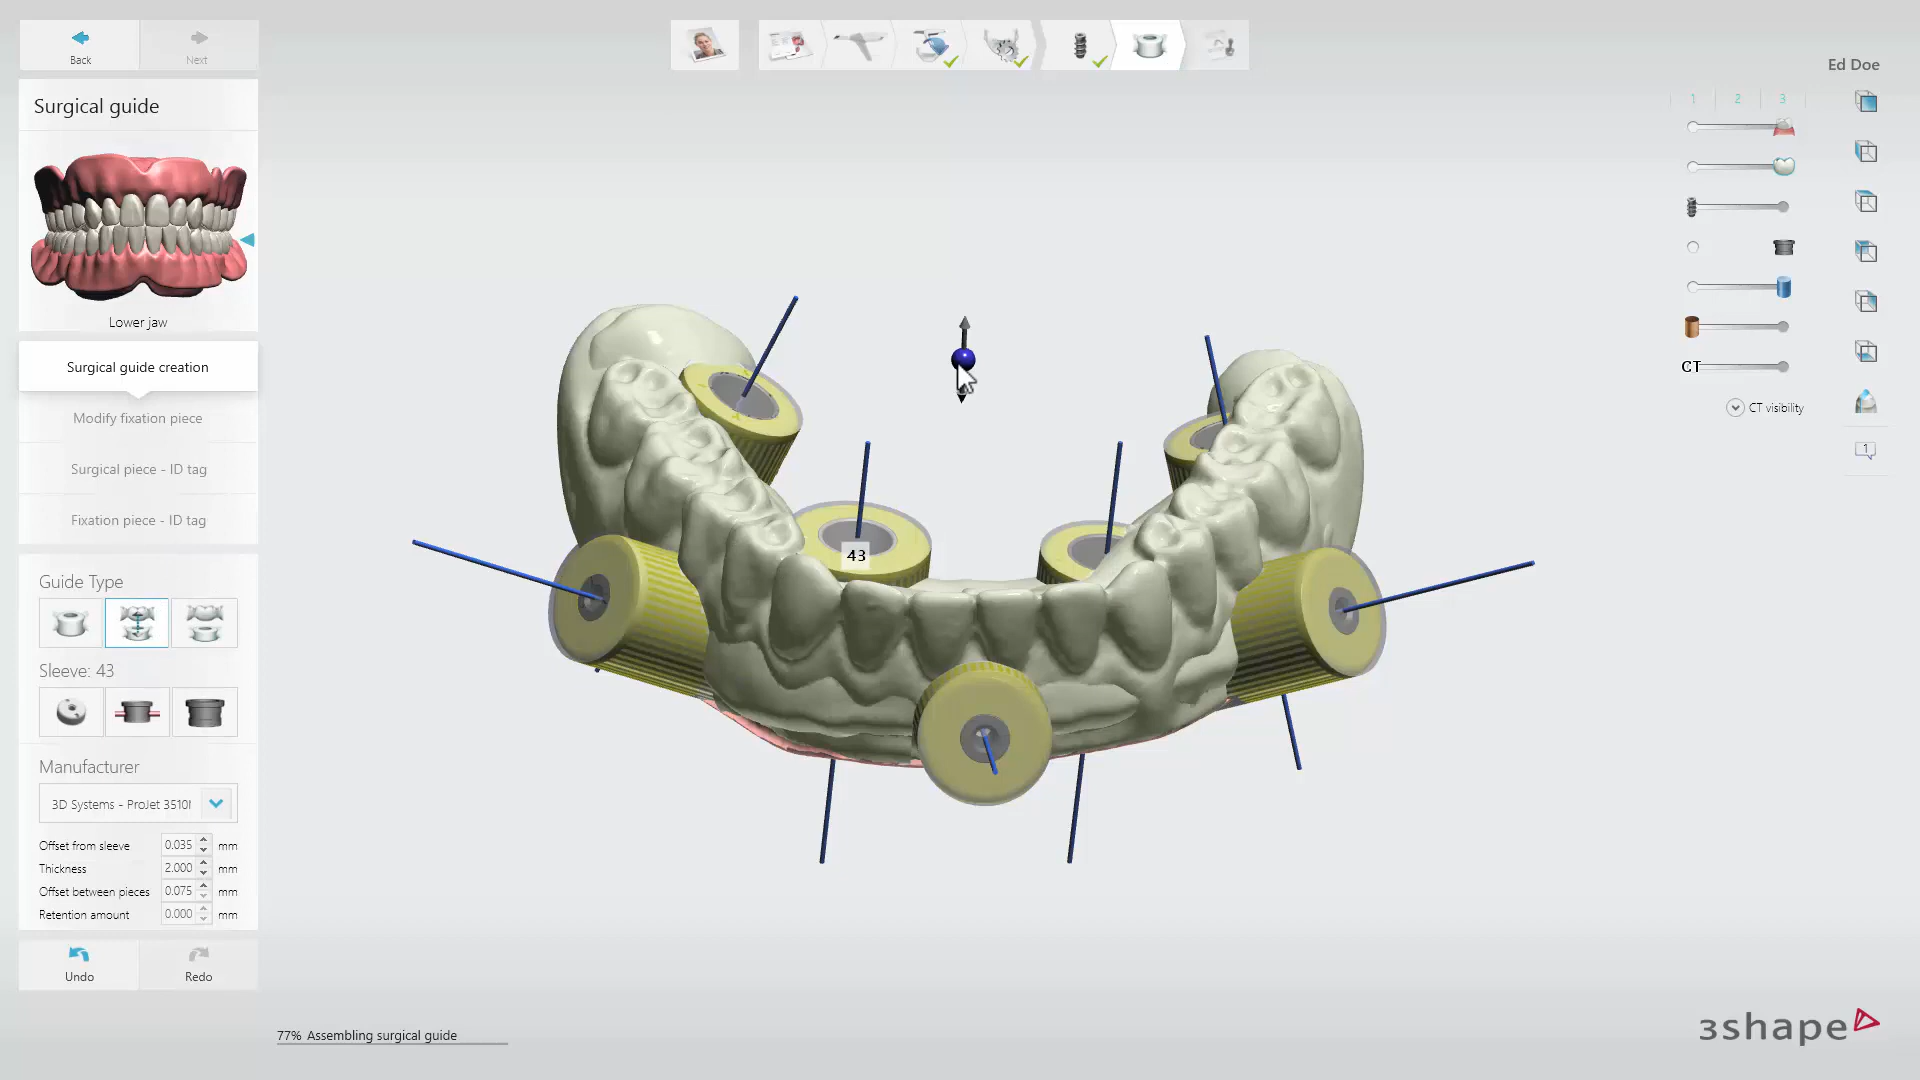 Back
Next
Ed Doe
Surgical guide
1 2 3
Lower jaw
Surgical guide creation
CT
CT visibility
Modify fixation piece
1
Surgical piece - ID tag
Fixation piece - ID tag
43
Guide Type
Sleeve: 43
Manufacturer
3D Systems - ProJet 3510
Offset from sleeve 0.035 mm
Thickness 2.000 mm
Offset between pieces 0.075 mm
Retention amount 0.000 mm
Undo
Redo
77% Assembling surgical guide
3shape